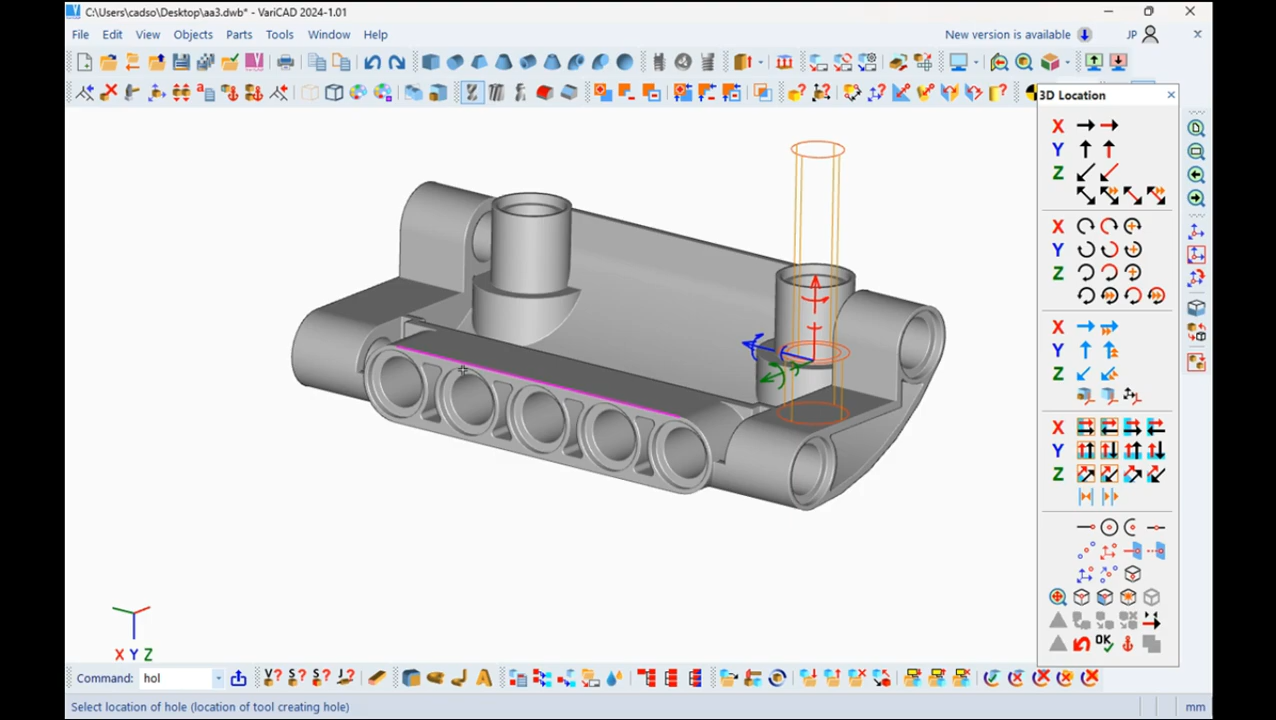 C:\Users\cadso\Desktop\aa3.dwb* - VariCAD 2024-1.01
File Edit View Objects Parts Tools Window Help
New version is available JP
3D Location
X
Y
Z
X
Y
Z
X
Y
Z
X
Y
Z
OK
X Y Z
Command: hol
V? S? S? J?
Select location of hole (location of tool creating hole)
mm